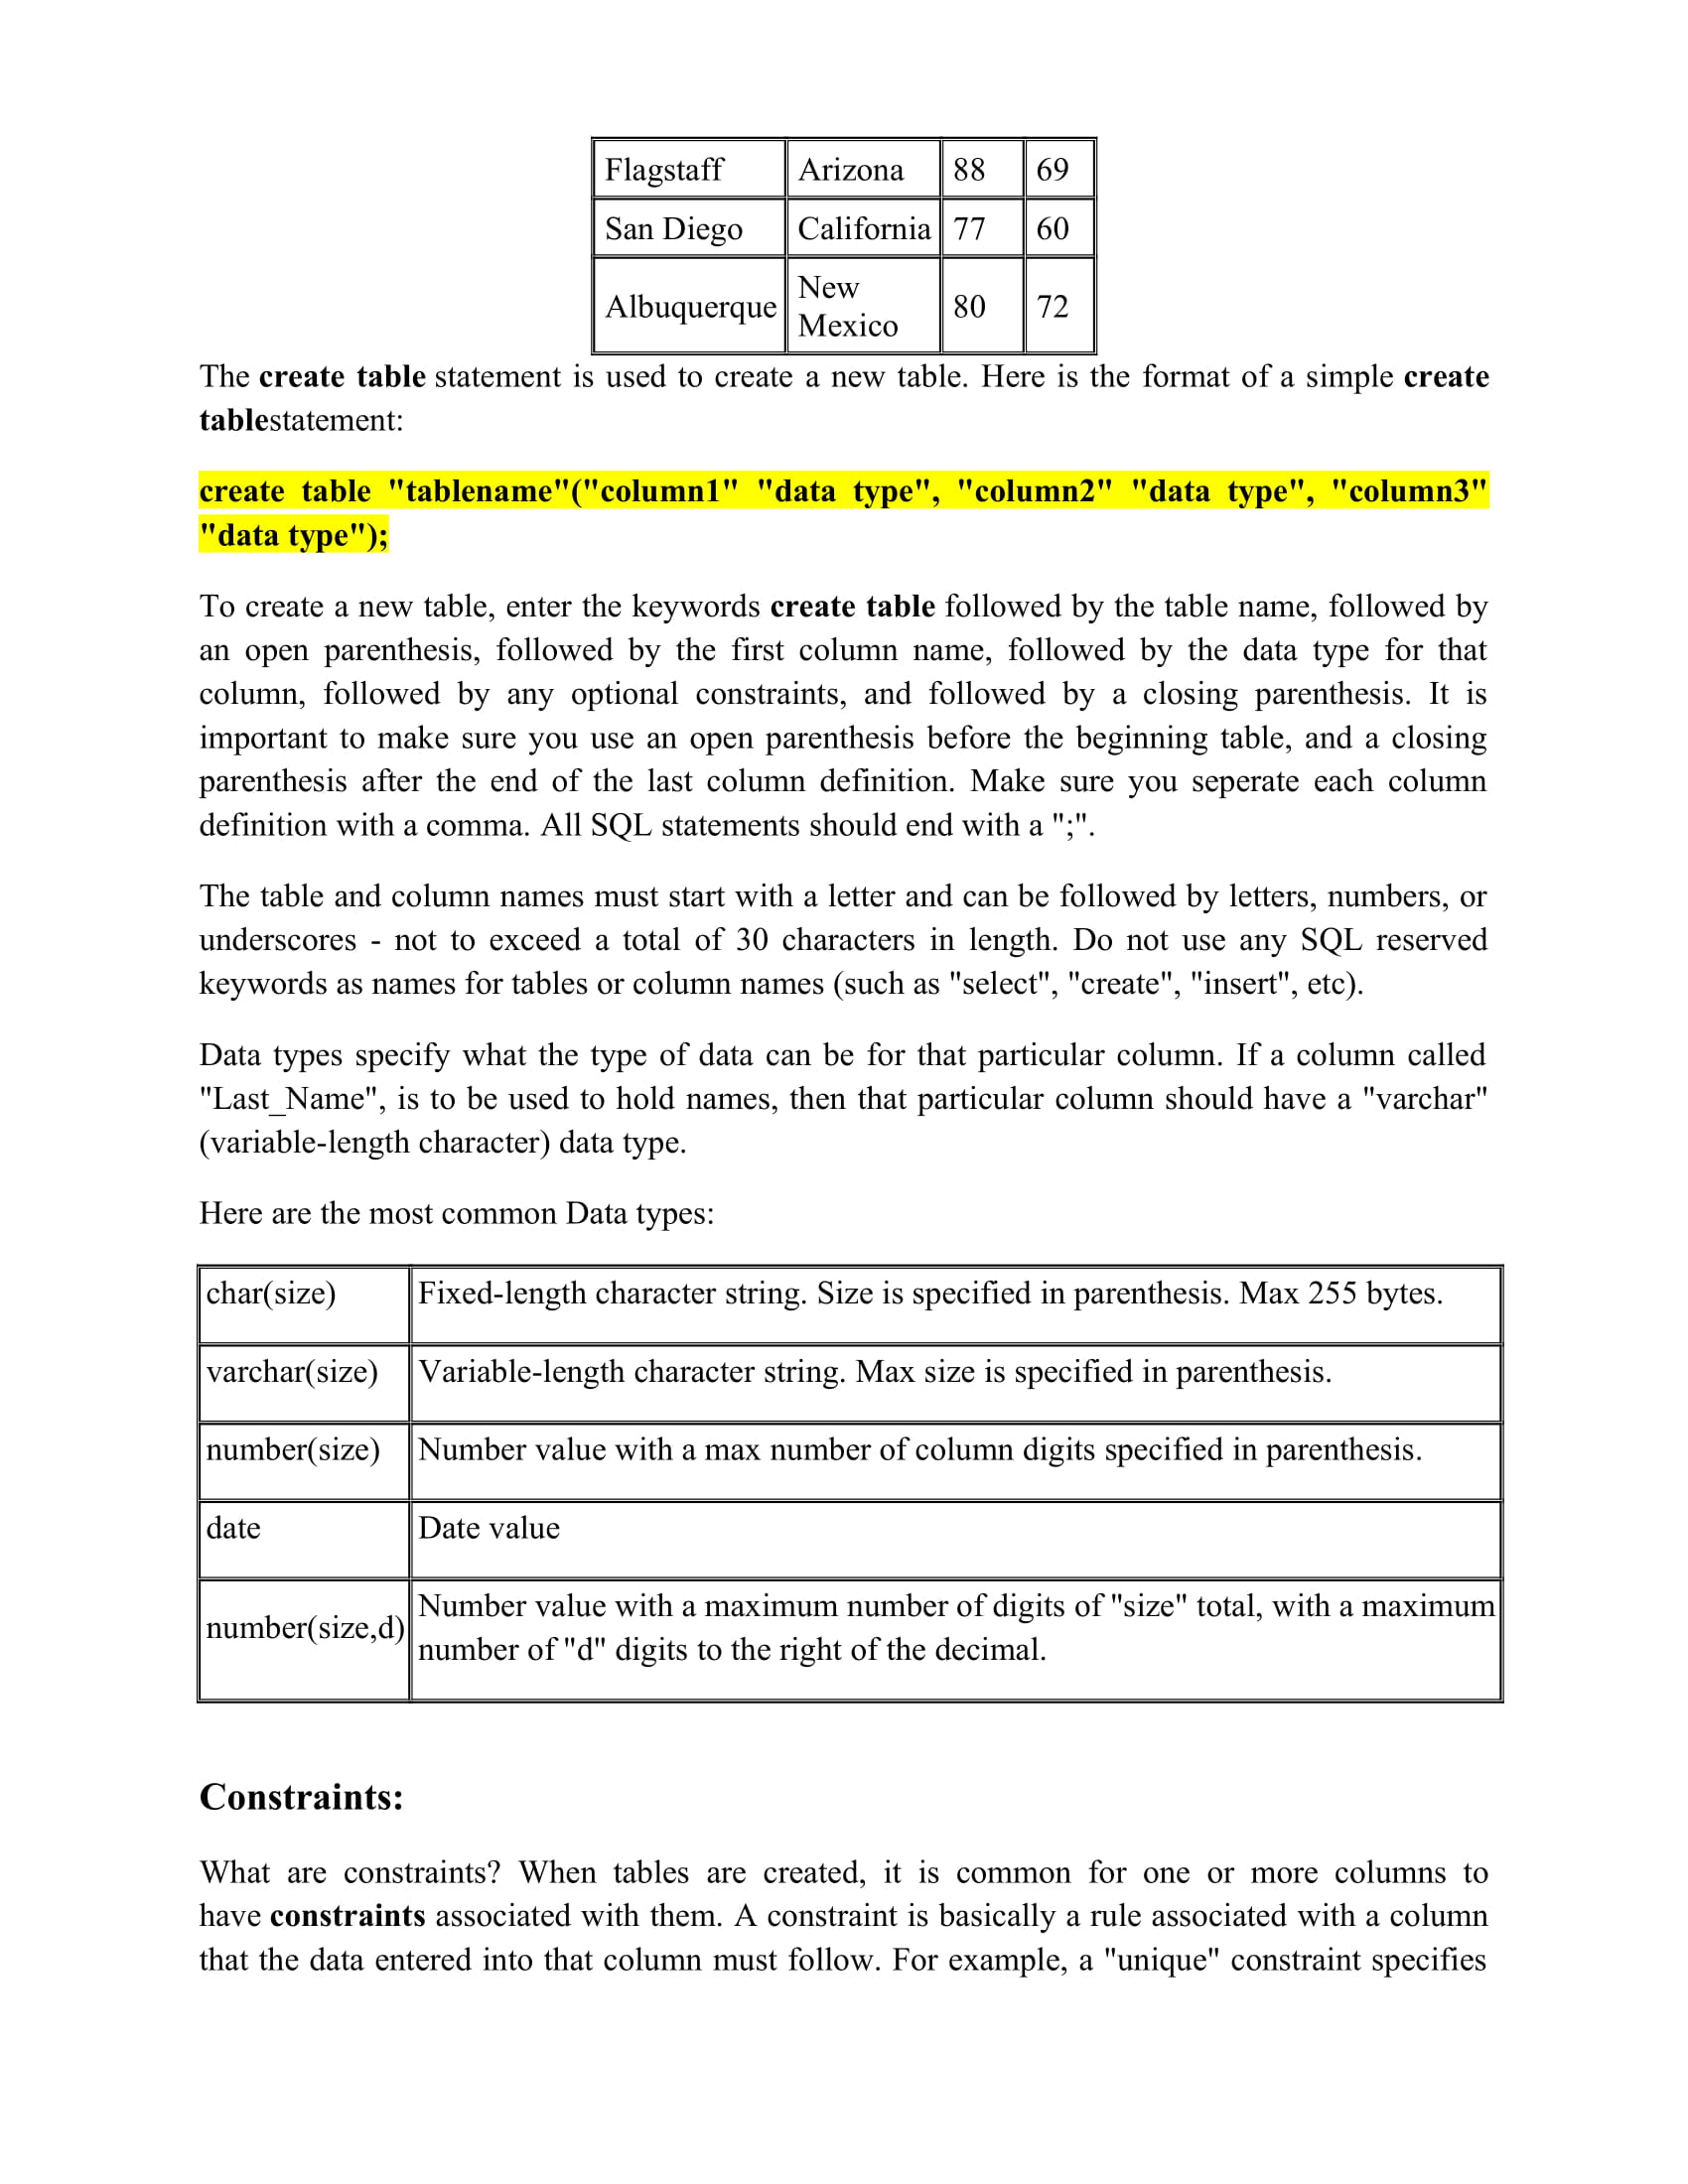 Flagstaff Arizona 88 69
San Diego California 77 60
Albuquerque New Mexico 80 72
The create table statement is used to create a new table. Here is the format of a simple create
tablestatement:
create table "tablename"("column1" "data type", "column2" "data type", "column3"
"data type");
To create a new table, enter the keywords create table followed by the table name, followed by
an open parenthesis, followed by the first column name, followed by the data type for that
column, followed by any optional constraints, and followed by a closing parenthesis. It is
important to make sure you use an open parenthesis before the beginning table, and a closing
parenthesis after the end of the last column definition. Make sure you seperate each column
definition with a comma. All SQL statements should end with a ";".
The table and column names must start with a letter and can be followed by letters, numbers, or
underscores - not to exceed a total of 30 characters in length. Do not use any SQL reserved
keywords as names for tables or column names (such as "select", "create", "insert", etc).
Data types specify what the type of data can be for that particular column. If a column called
"Last_Name", is to be used to hold names, then that particular column should have a "varchar"
(variable-length character) data type.
Here are the most common Data types:
char(size) Fixed-length character string. Size is specified in parenthesis. Max 255 bytes.
varchar(size) Variable-length character string. Max size is specified in parenthesis.
number(size) Number value with a max number of column digits specified in parenthesis.
date Date value
number(size,d) Number value with a maximum number of digits of "size" total, with a maximum
number of "d" digits to the right of the decimal.
Constraints:
What are constraints? When tables are created, it is common for one or more columns to
have constraints associated with them. A constraint is basically a rule associated with a column
that the data entered into that column must follow. For example, a "unique" constraint specifies